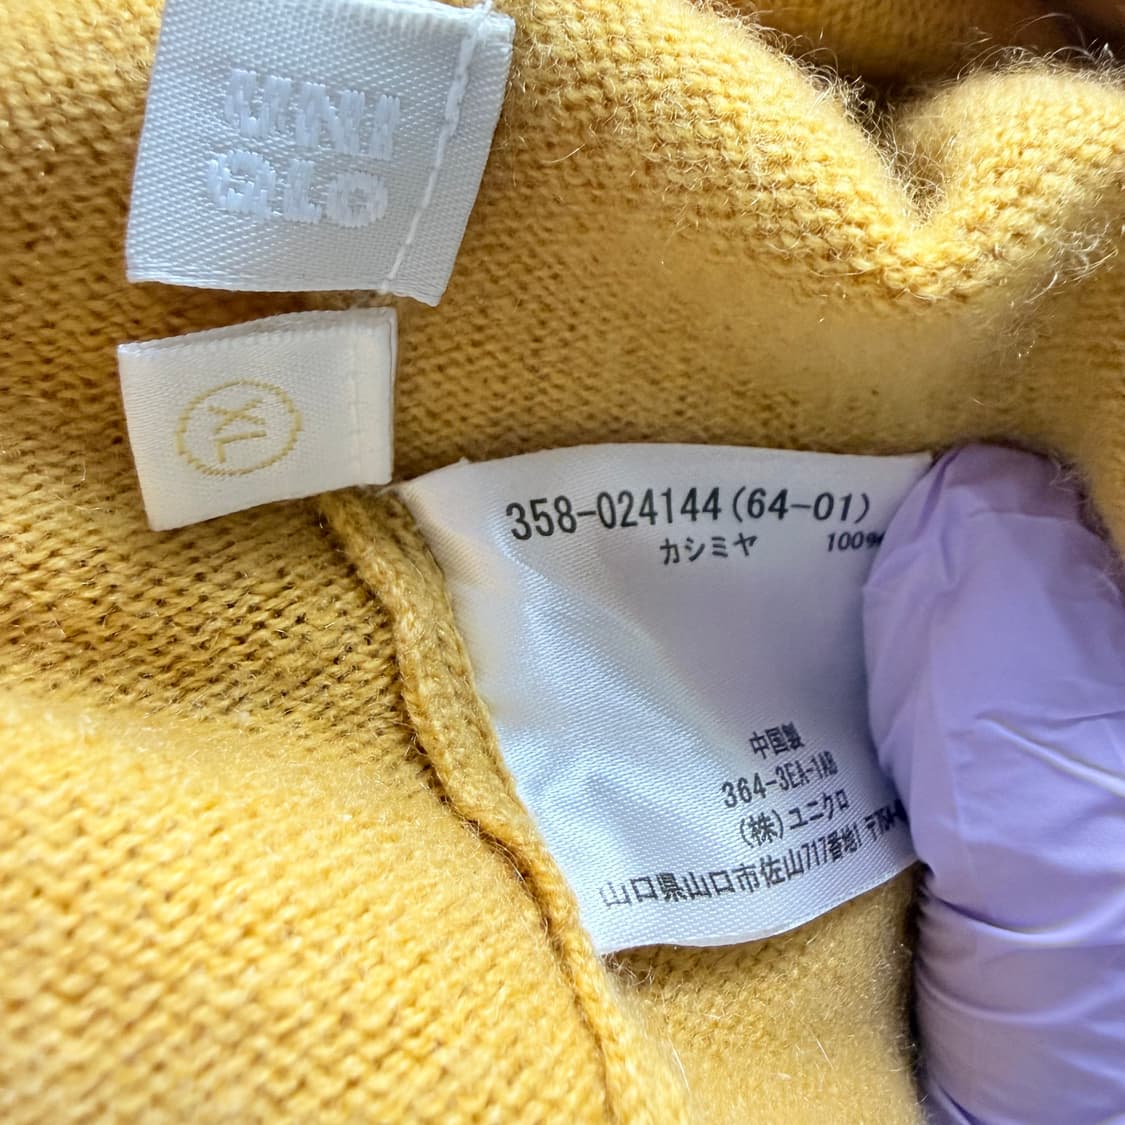 UNI
QLO
XL
358-024144(64-01)
カシミヤ 100%
中国製
364-3EA-1AB
(株)ユニクロ
山口県山口市佐山717番地1